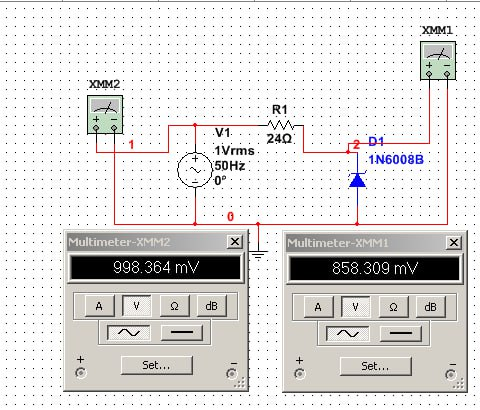 XMM1
XMM2
R1
24Ω
V1
1Vrms
50Hz
0°
1
2
D1
1N6008B
0
Multimeter-XMM2
998.364 mV
A V Ω dB
+ -
Set...
Multimeter-XMM1
858.309 mV
A V Ω dB
+ -
Set...